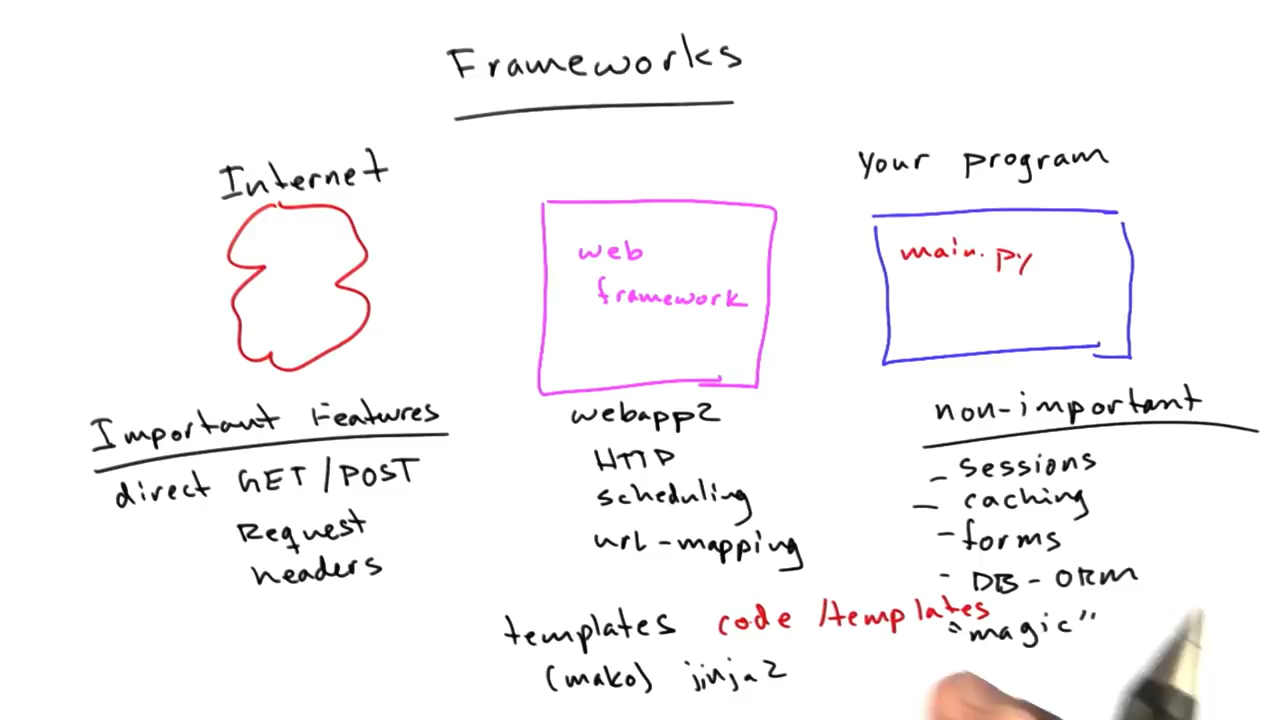 Frameworks
Internet
web
framework
Your program
main.py
Important Features
direct GET/POST
Request
headers
webapp2
HTTP
scheduling
url-mapping
templates code/templates
(mako) jinja2
non-important
- sessions
- caching
- forms
- DB-ORM
"magic"